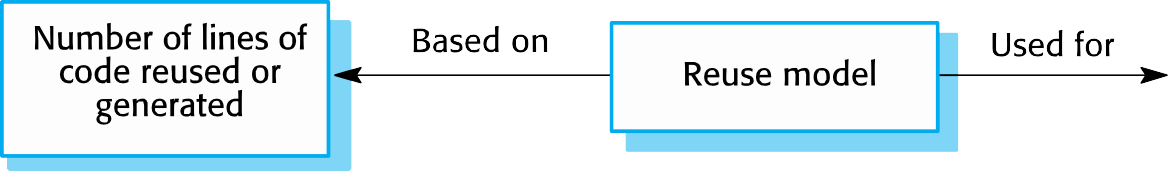 Number of lines of
code reused or
generated
Based on
Reuse model
Used for